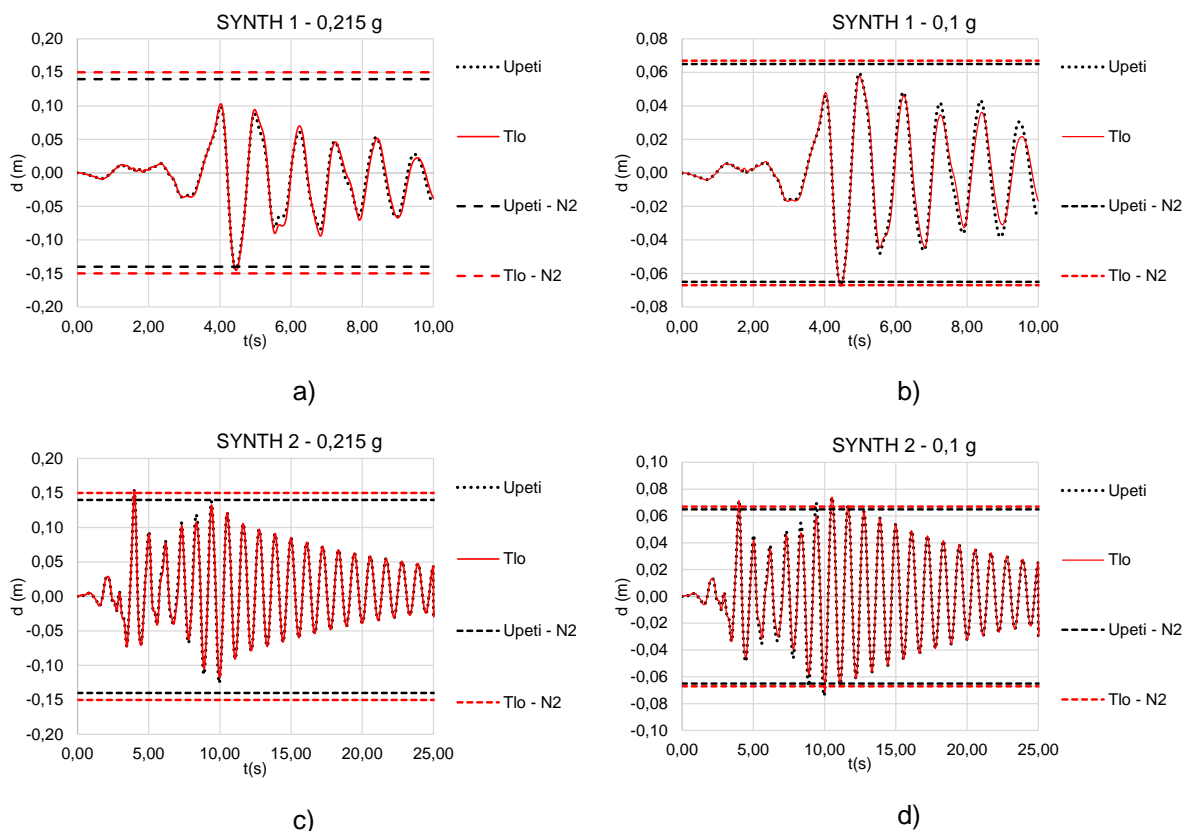 SYNTH 1 - 0,215 g
0,20
0,15
0,10
0,05
0,00
-0,05
-0,10
-0,15
-0,20
d (m)
0,00 2,00 4,00 6,00 8,00 10,00
t(s)
Upeti
Tlo
Upeti - N2
Tlo - N2
a)
SYNTH 1 - 0,1 g
0,08
0,06
0,04
0,02
0,00
-0,02
-0,04
-0,06
-0,08
d (m)
0,00 2,00 4,00 6,00 8,00 10,00
t(s)
Upeti
Tlo
Upeti - N2
Tlo - N2
b)
SYNTH 2 - 0,215 g
0,20
0,15
0,10
0,05
0,00
-0,05
-0,10
-0,15
-0,20
d (m)
0,00 5,00 10,00 15,00 20,00 25,00
t(s)
Upeti
Tlo
Upeti - N2
Tlo - N2
c)
SYNTH 2 - 0,1 g
0,10
0,08
0,06
0,04
0,02
0,00
-0,02
-0,04
-0,06
-0,08
-0,10
d (m)
0,00 5,00 10,00 15,00 20,00 25,00
t(s)
Upeti
Tlo
Upeti - N2
Tlo - N2
d)